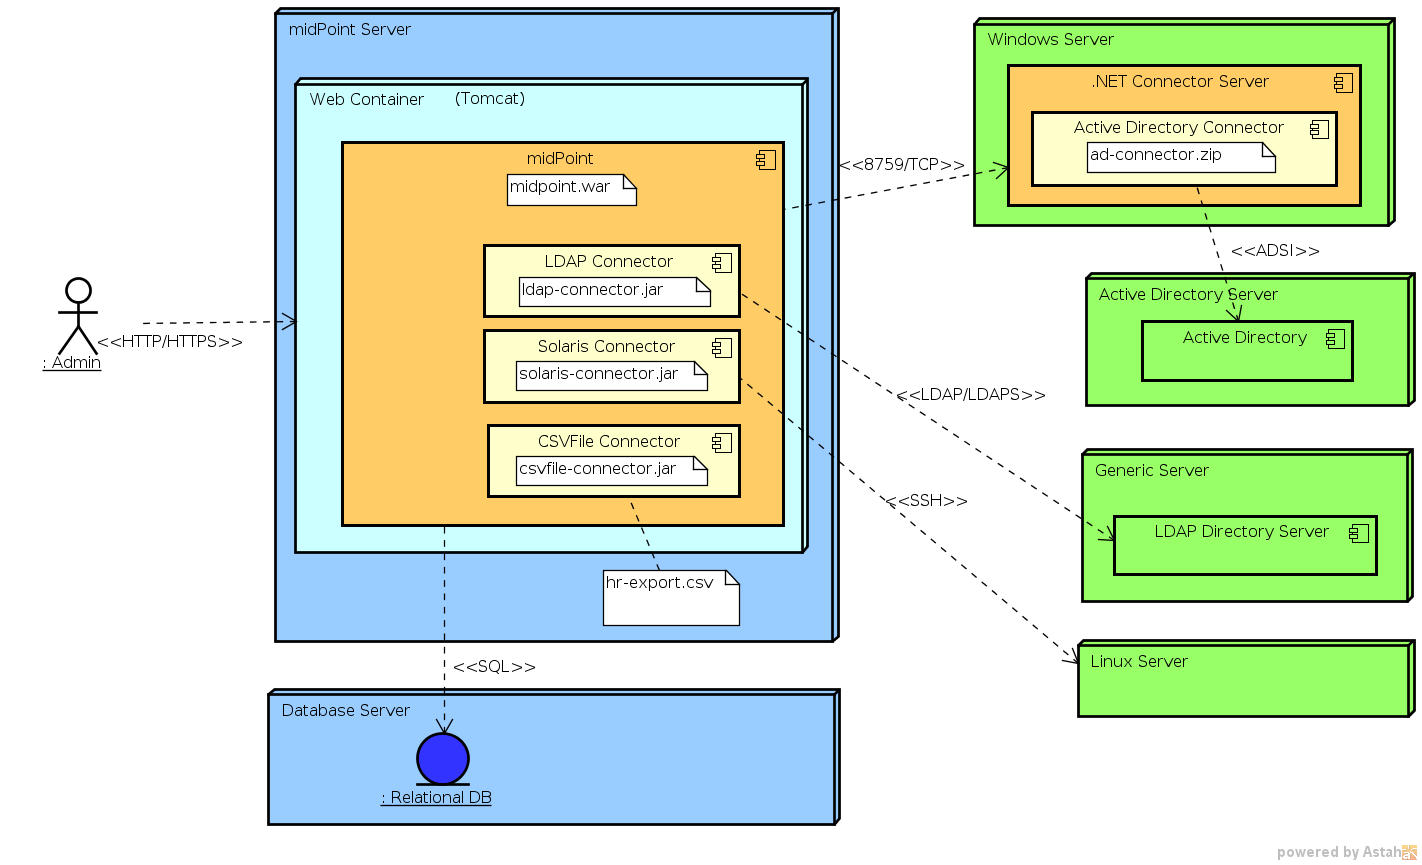 midPoint Server
Web Container (Tomcat)
midPoint
midpoint.war
LDAP Connector
ldap-connector.jar
Solaris Connector
solaris-connector.jar
CSVFile Connector
csvfile-connector.jar
hr-export.csv
<<HTTP/HTTPS>>
: Admin
<<SQL>>
Database Server
: Relational DB
<<8759/TCP>>
Windows Server
.NET Connector Server
Active Directory Connector
ad-connector.zip
<<ADSI>>
Active Directory Server
Active Directory
<<LDAP/LDAPS>>
Generic Server
LDAP Directory Server
<<SSH>>
Linux Server
powered by Astah